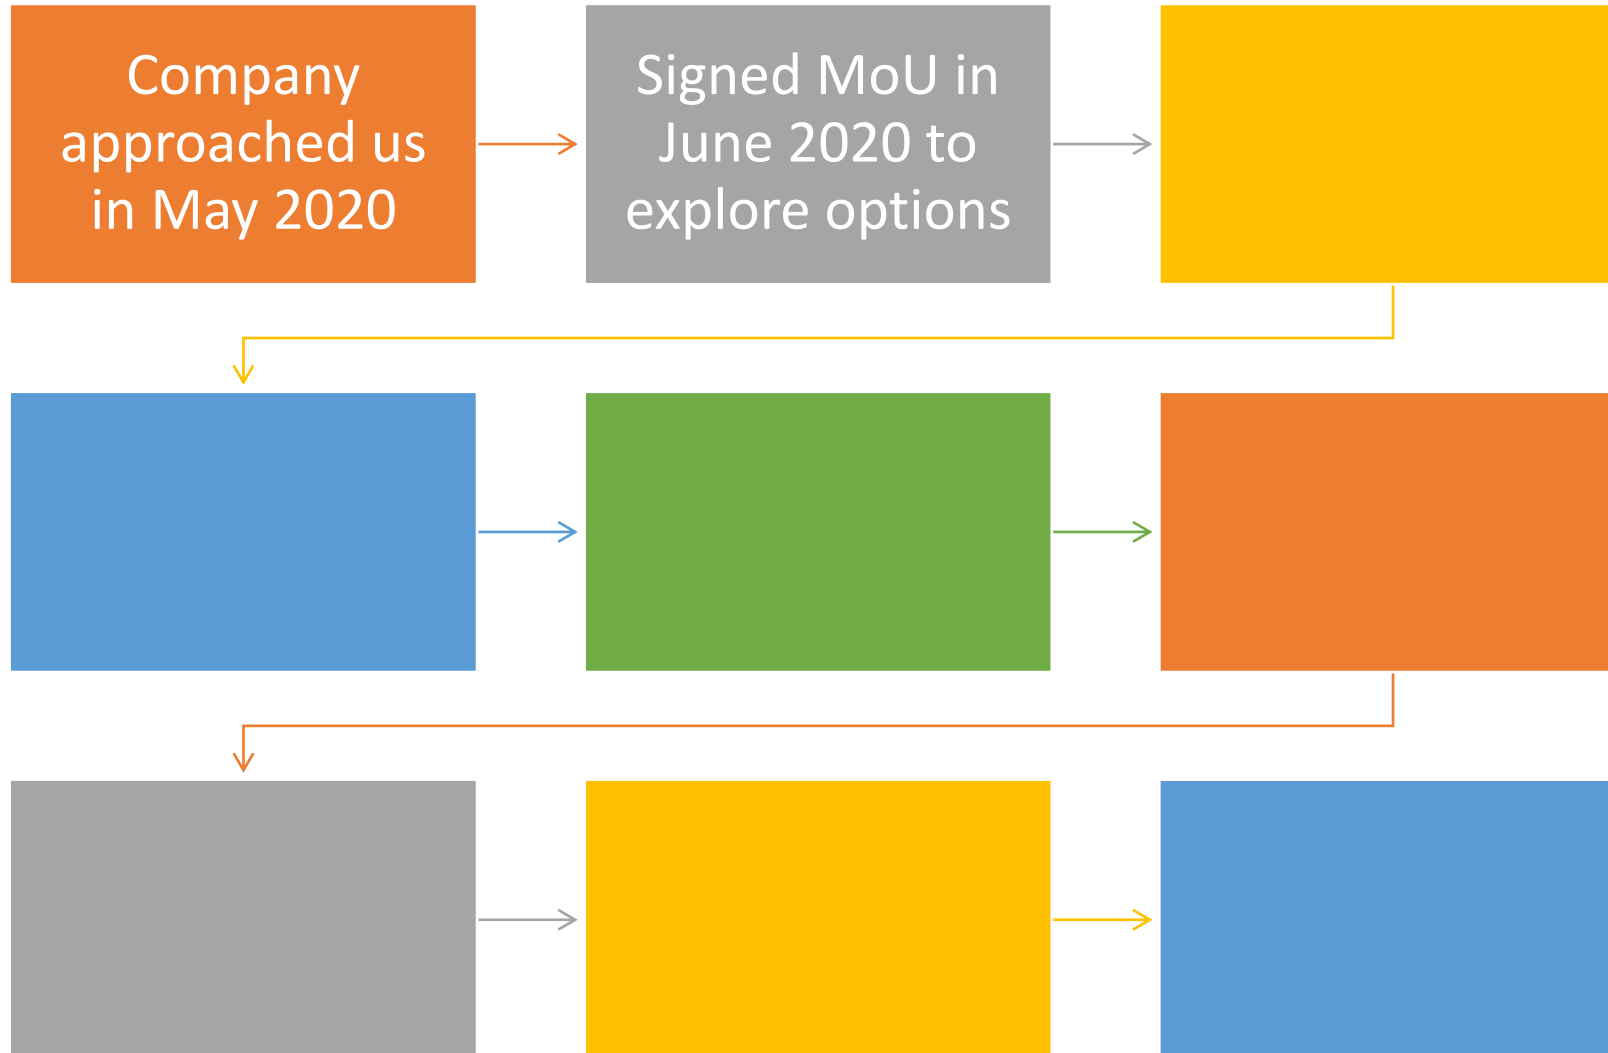 Company
approached us
in May 2020
Signed MoU in
June 2020 to
explore options